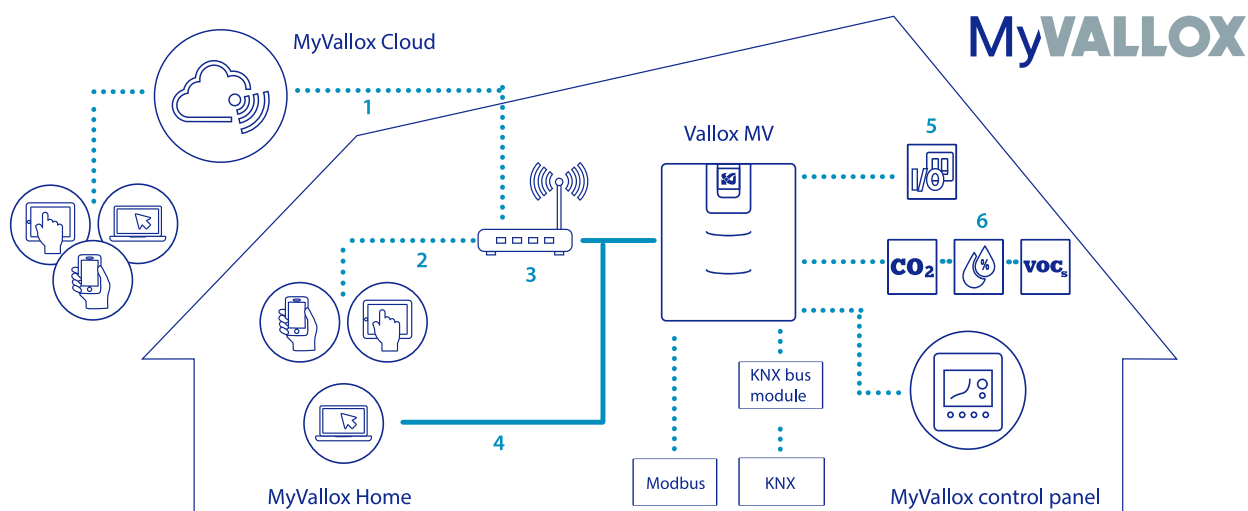 MyVALLOX
MyVallox Cloud
1
Vallox MV
5
I/O
6
2
3
CO₂
%
VOCs
KNX bus
module
4
Modbus
KNX
MyVallox Home
MyVallox control panel